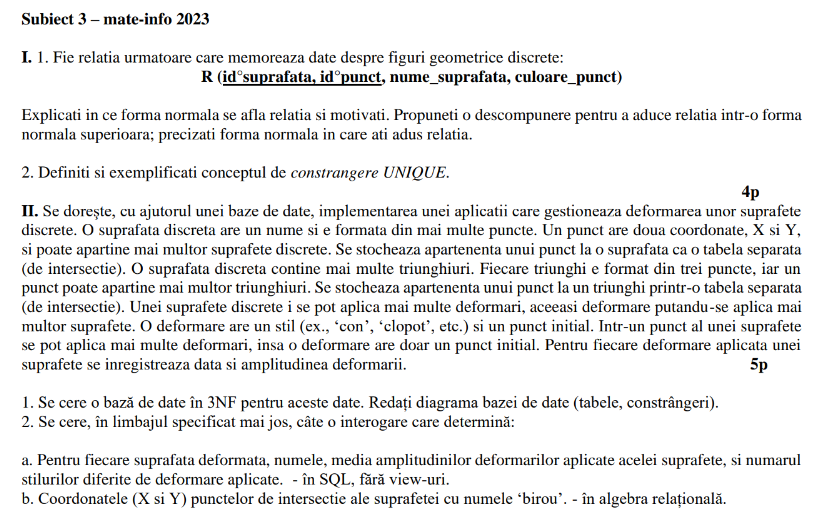 Subiect 3 – mate-info 2023
I. 1. Fie relatia urmatoare care memoreaza date despre figuri geometrice discrete:
R (id°suprafata, id°punct, nume_suprafata, culoare_punct)
Explicati in ce forma normala se afla relatia si motivati. Propuneti o descompunere pentru a aduce relatia intr-o forma
normala superioara; precizati forma normala in care ati adus relatia.
2. Definiti si exemplificati conceptul de constrangere UNIQUE.
4p
II. Se dorește, cu ajutorul unei baze de date, implementarea unei aplicatii care gestioneaza deformarea unor suprafete
discrete. O suprafata discreta are un nume si e formata din mai multe puncte. Un punct are doua coordonate, X si Y,
si poate apartine mai multor suprafete discrete. Se stocheaza apartenenta unui punct la o suprafata ca o tabela separata
(de intersectie). O suprafata discreta contine mai multe triunghiuri. Fiecare triunghi e format din trei puncte, iar un
punct poate apartine mai multor triunghiuri. Se stocheaza apartenenta unui punct la un triunghi printr-o tabela separata
(de intersectie). Unei suprafete discrete i se pot aplica mai multe deformari, aceeasi deformare putandu-se aplica mai
multor suprafete. O deformare are un stil (ex., ‘con’, ‘clopot’, etc.) si un punct initial. Intr-un punct al unei suprafete
se pot aplica mai multe deformari, insa o deformare are doar un punct initial. Pentru fiecare deformare aplicata unei
suprafete se inregistreaza data si amplitudinea deformarii. 5p
1. Se cere o bază de date în 3NF pentru aceste date. Redați diagrama bazei de date (tabele, constrângeri).
2. Se cere, în limbajul specificat mai jos, câte o interogare care determină:
a. Pentru fiecare suprafata deformata, numele, media amplitudinilor deformarilor aplicate acelei suprafete, si numarul
stilurilor diferite de deformare aplicate. - în SQL, fără view-uri.
b. Coordonatele (X si Y) punctelor de intersectie ale suprafetei cu numele ‘birou’. - în algebra relațională.